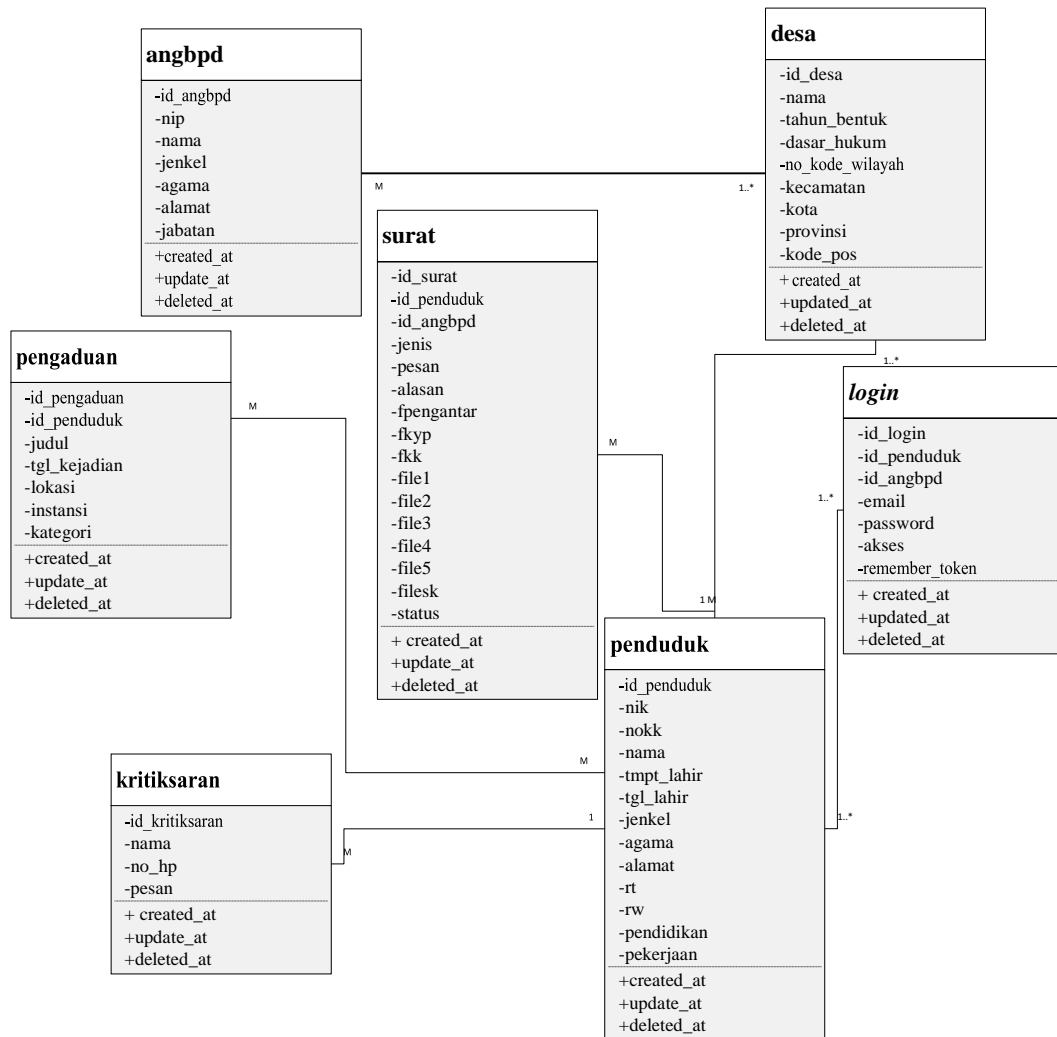 angbpd
-id_angbpd
-nip
-nama
-jenkel
-agama
-alamat
-jabatan
+created_at
+update_at
+deleted_at
desa
-id_desa
-nama
-tahun_bentuk
-dasar_hukum
-no_kode_wilayah
-kecamatan
-kota
-provinsi
-kode_pos
+ created_at
+updated_at
+deleted_at
M
1..*
surat
-id_surat
-id_penduduk
-id_angbpd
-jenis
-pesan
-alasan
-fpengantar
-fkyp
-fkk
-file1
-file2
-file3
-file4
-file5
-filesk
-status
+ created_at
+update_at
+deleted_at
pengaduan
-id_pengaduan
-id_penduduk
-judul
-tgl_kejadian
-lokasi
-instansi
-kategori
+created_at
+update_at
+deleted_at
M
M
1..*
login
-id_login
-id_penduduk
-id_angbpd
-email
-password
-akses
-remember_token
+ created_at
+updated_at
+deleted_at
1..*
1 M
penduduk
-id_penduduk
-nik
-nokk
-nama
-tmpt_lahir
-tgl_lahir
-jenkel
-agama
-alamat
-rt
-rw
-pendidikan
-pekerjaan
+created_at
+update_at
+deleted_at
M
1
1..*
kritiksaran
-id_kritiksaran
-nama
-no_hp
-pesan
+ created_at
+update_at
+deleted_at
M